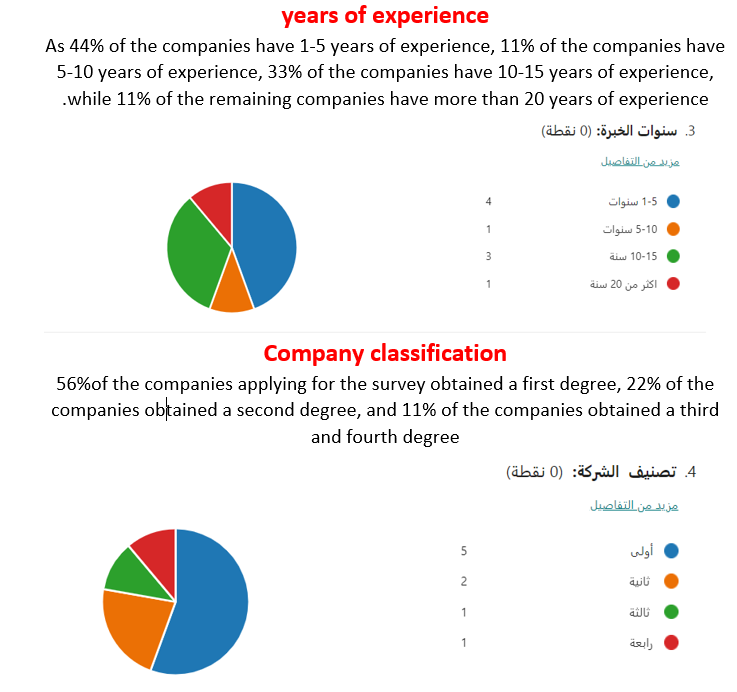 years of experience
As 44% of the companies have 1-5 years of experience, 11% of the companies have
5-10 years of experience, 33% of the companies have 10-15 years of experience,
.while 11% of the remaining companies have more than 20 years of experience
3. سنوات الخبرة: (0 نقطة)
مزيد من التفاصيل
1-5 سنوات 4
5-10 سنوات 1
10-15 سنة 3
اكثر من 20 سنة 1
Company classification
56%of the companies applying for the survey obtained a first degree, 22% of the
companies obtained a second degree, and 11% of the companies obtained a third
and fourth degree
4. تصنيف الشركة: (0 نقطة)
مزيد من التفاصيل
أولى 5
ثانية 2
ثالثة 1
رابعة 1